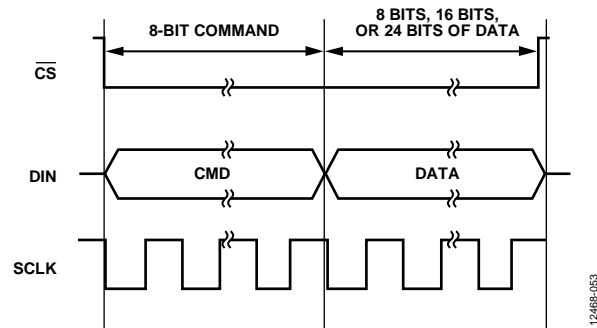 8-BIT COMMAND
8 BITS, 16 BITS,
OR 24 BITS OF DATA
CS
DIN
CMD
DATA
SCLK
12468-053